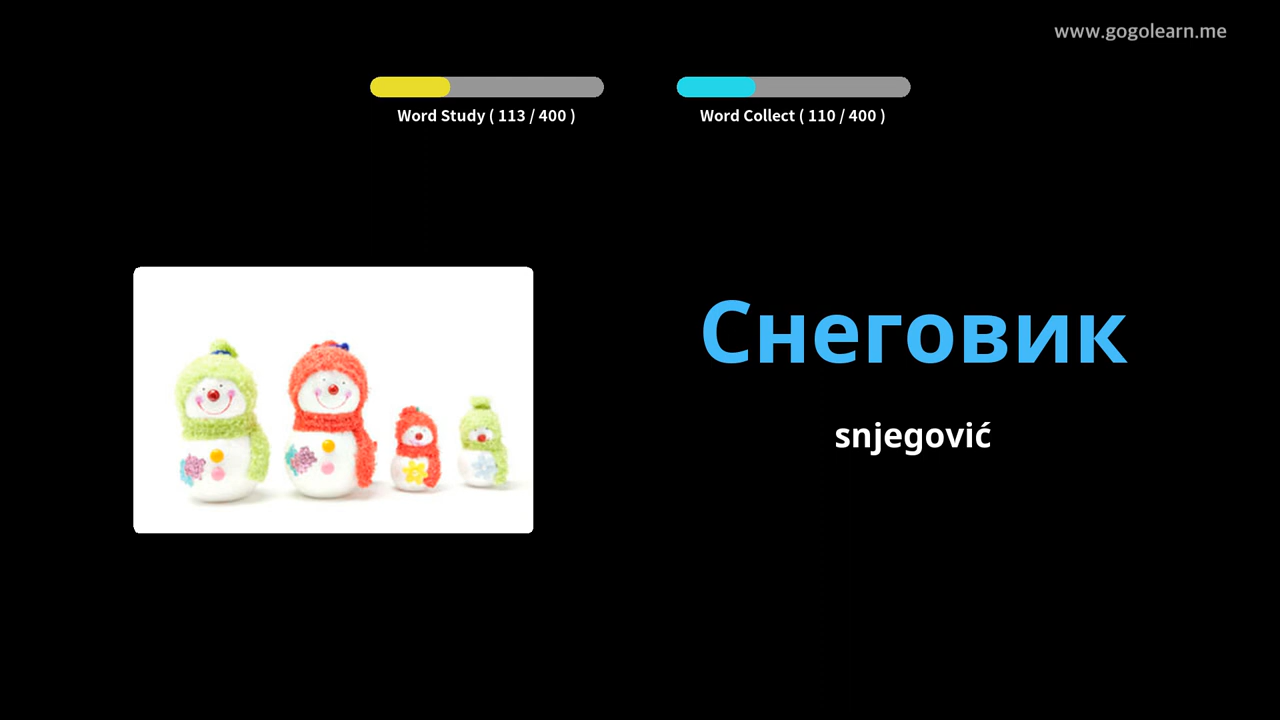 www.gogolearn.me
Word Study ( 113 / 400 )
Word Collect ( 110 / 400 )
Снеговик
snjegović